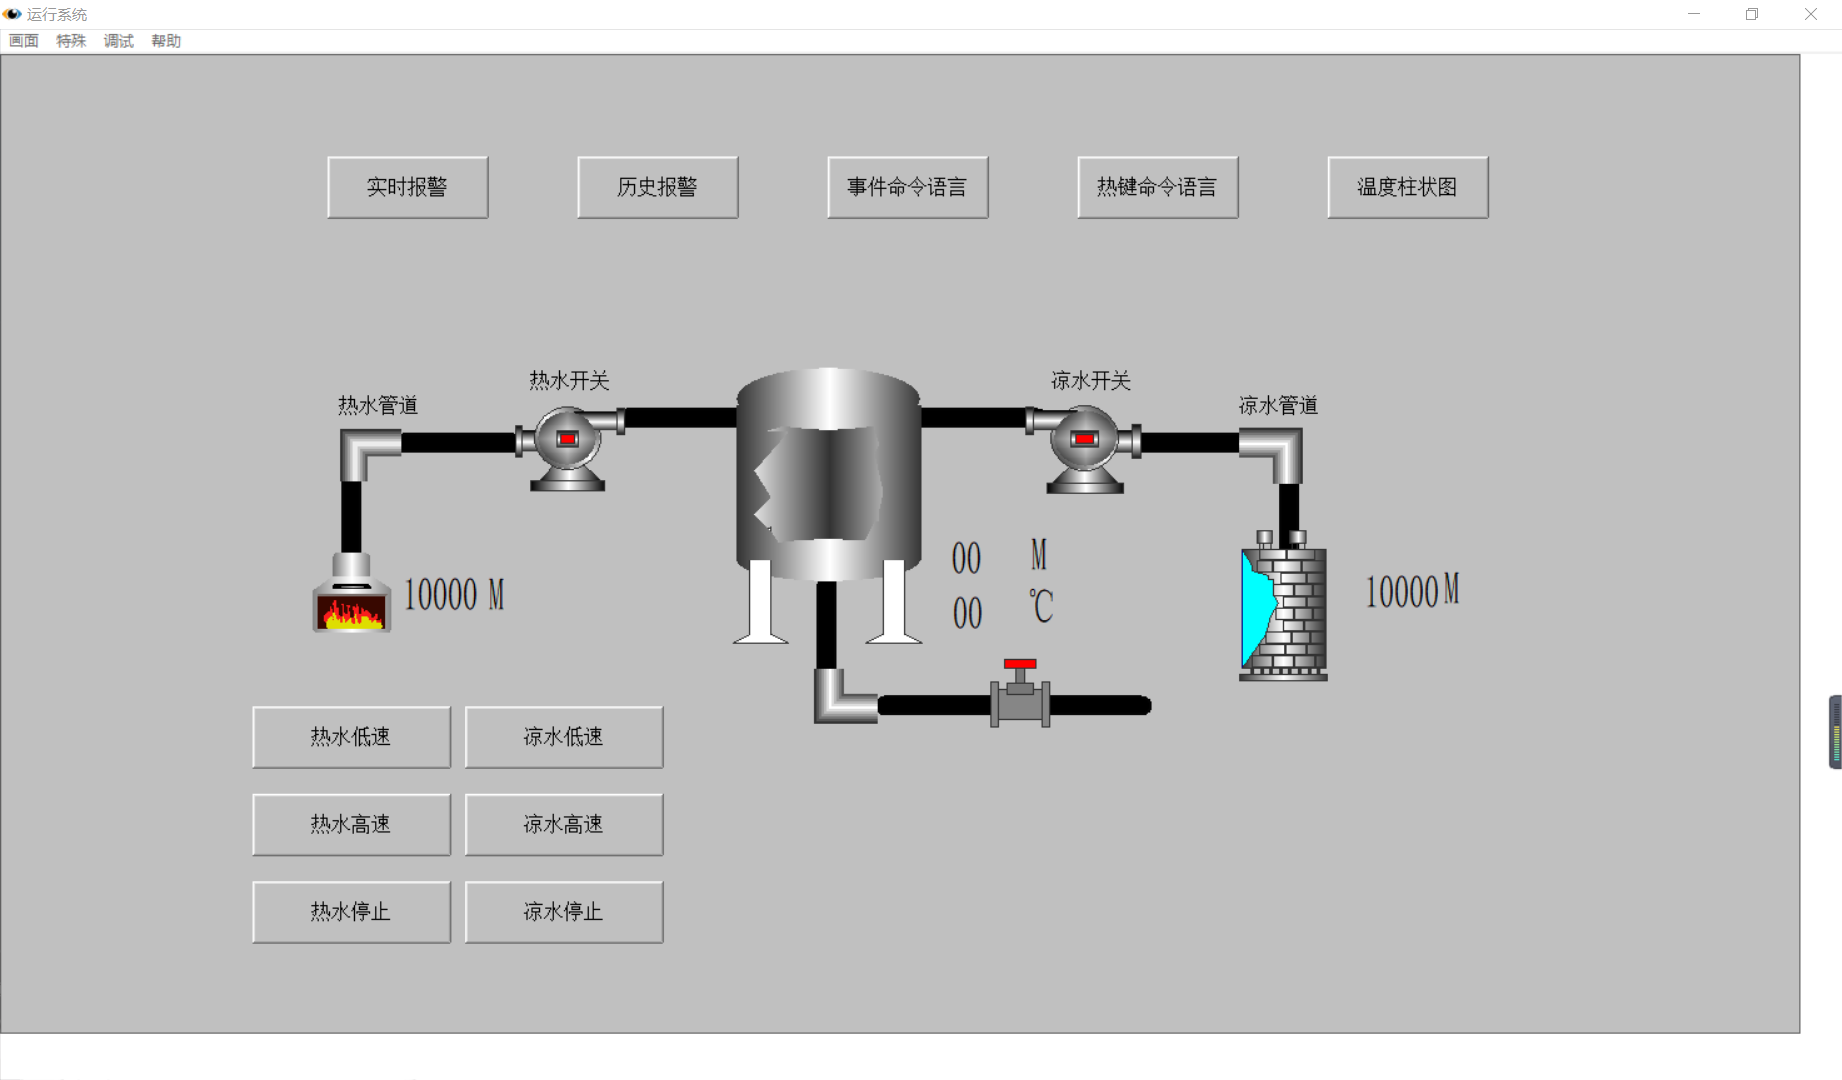 运行系统
画面 特殊 调试 帮助
实时报警 历史报警 事件命令语言 热键命令语言 温度柱状图
热水开关 凉水开关
热水管道 凉水管道
00 M
10000 M 10000 M
00 ℃
热水低速 凉水低速
热水高速 凉水高速
热水停止 凉水停止